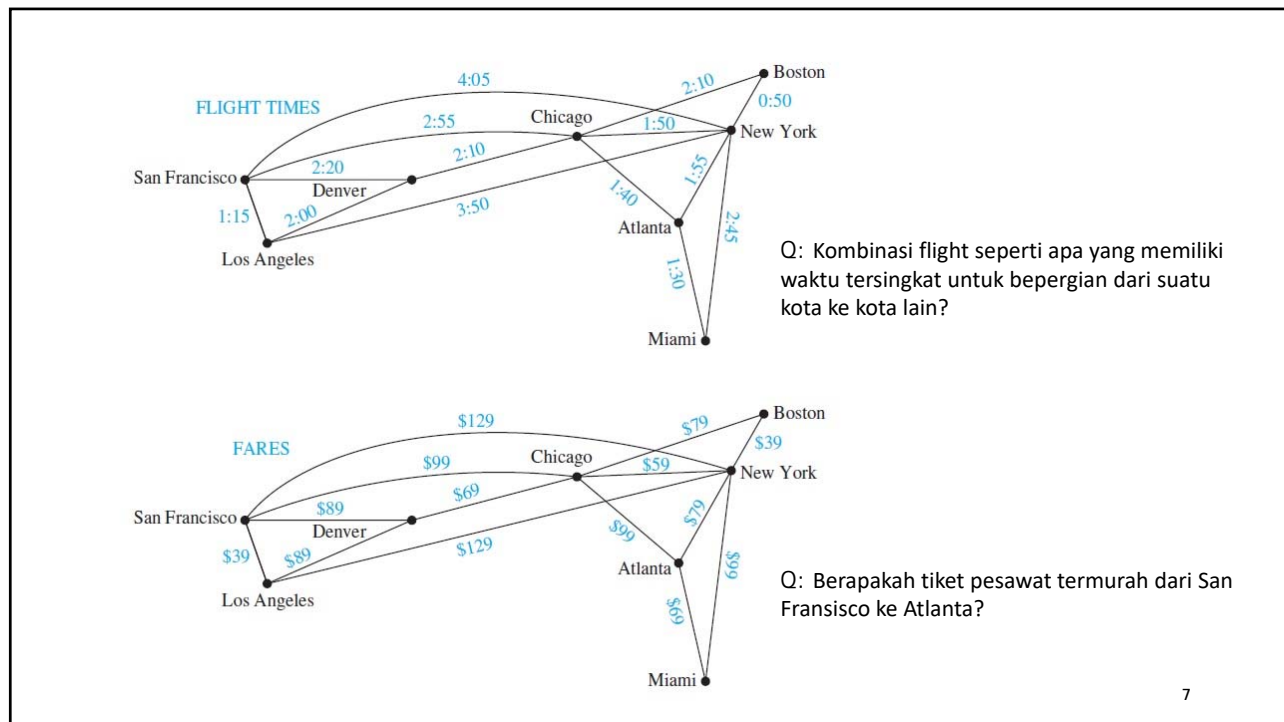 Boston
4:05
2:10
0:50
FLIGHT TIMES
Chicago
2:55
1:50
New York
2:10
San Francisco
2:20
Denver
1:55
1:40
1:15
2:00
3:50
Atlanta
2:45
Los Angeles
1:30
Miami
Q: Kombinasi flight seperti apa yang memiliki
waktu tersingkat untuk bepergian dari suatu
kota ke kota lain?
Boston
$129
$79
$39
FARES
Chicago
$99
$59
New York
$69
San Francisco
$89
Denver
$79
$99
$39
$89
$129
Atlanta
$99
Los Angeles
$69
Miami
Q: Berapakah tiket pesawat termurah dari San
Fransisco ke Atlanta?
7